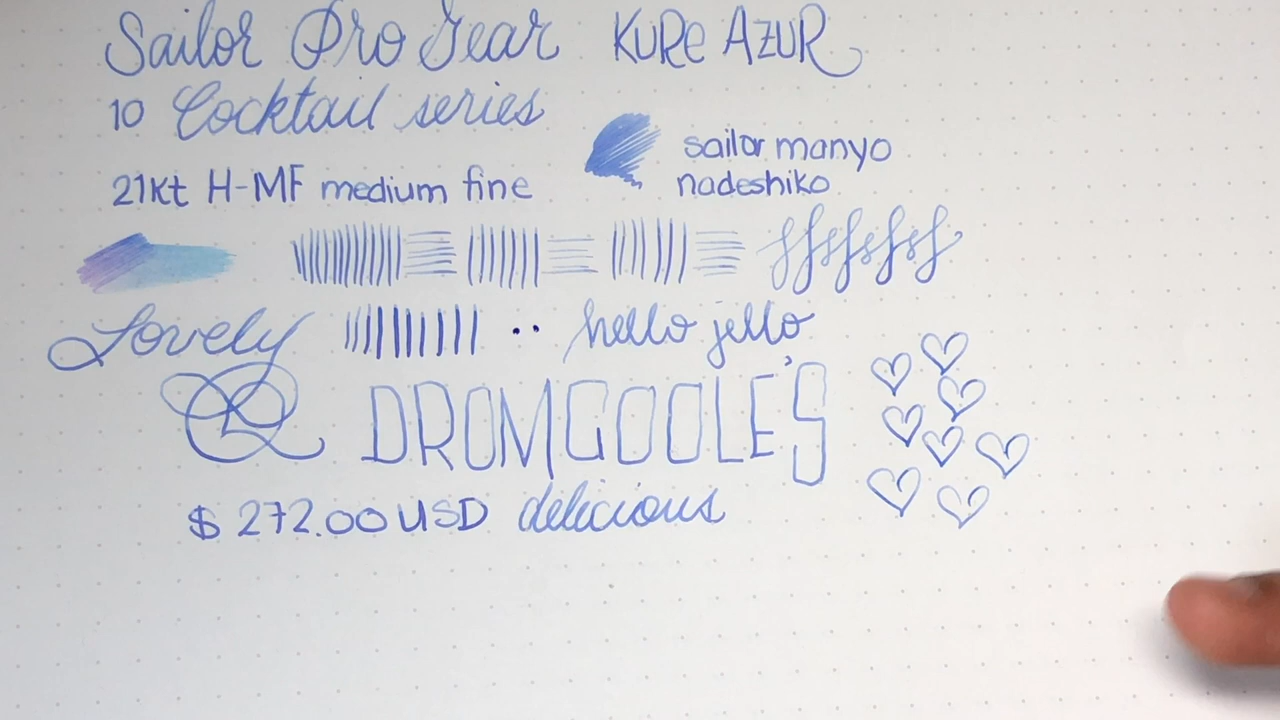 Sailor Pro Gear KURe AZUR
10 Cocktail series
sailor manyo
nadeshiko
21kt H-MF medium fine
Lovely hello jello
DROMGOOLE'S
$ 272.00 USD delicious